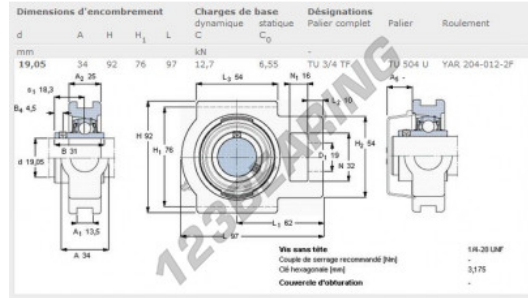 Dimensions d'encombrement Charges de base Désignations
dynamique statique Palier complet Palier Roulement
d A H H1 L C C0
mm kN -
19,05 34 92 76 97 12,7 6,55 TU 3/4 TF TU 504 U YAR 204-012-2F
A2 25 L3 54 N1 16 A5 -
s1 18,3
B4 4,5 L2 10
H 92 H1 76 H2 54
d 19,05 B 31 D1 19 N 32
L1 62
A1 13,5 L 97
A 34
123BEARING
Vis sans tête 1/4-20 UNF
Couple de serrage recommandé [Nm] -
Clé hexagonale [mm] 3,175
Couvercle d'obturation -